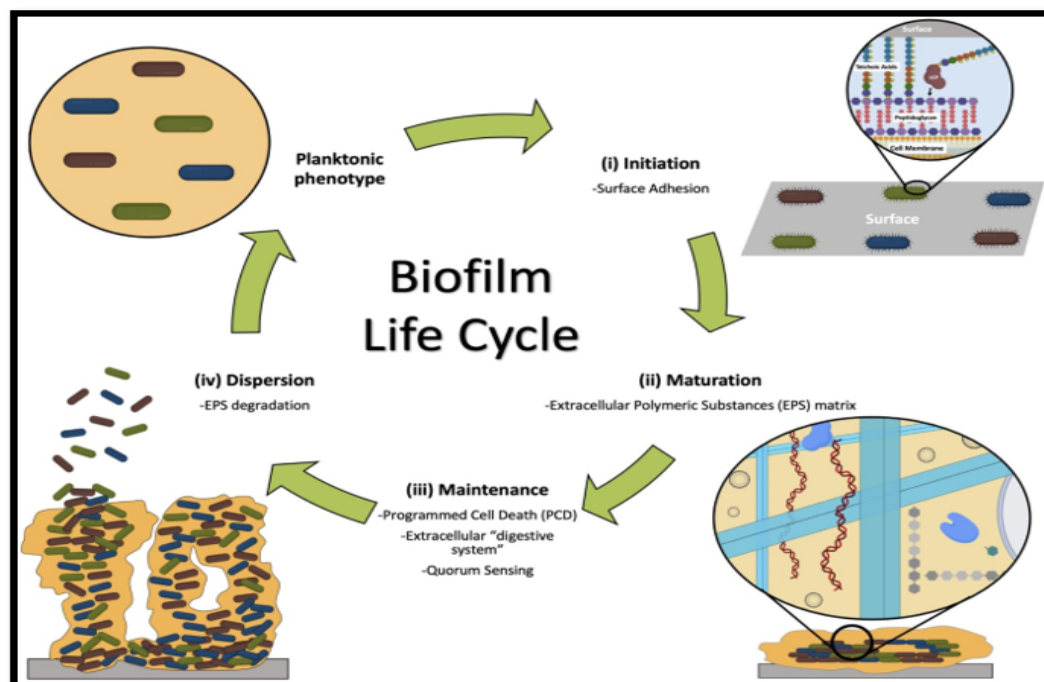 Surface
Teichoic Acids
Peptidoglycan
Cell Membrane
Planktonic
phenotype
(i) Initiation
-Surface Adhesion
Surface
Biofilm
Life Cycle
(iv) Dispersion
-EPS degradation
(ii) Maturation
-Extracellular Polymeric Substances (EPS) matrix
(iii) Maintenance
-Programmed Cell Death (PCD)
-Extracellular “digestive
system”
-Quorum Sensing